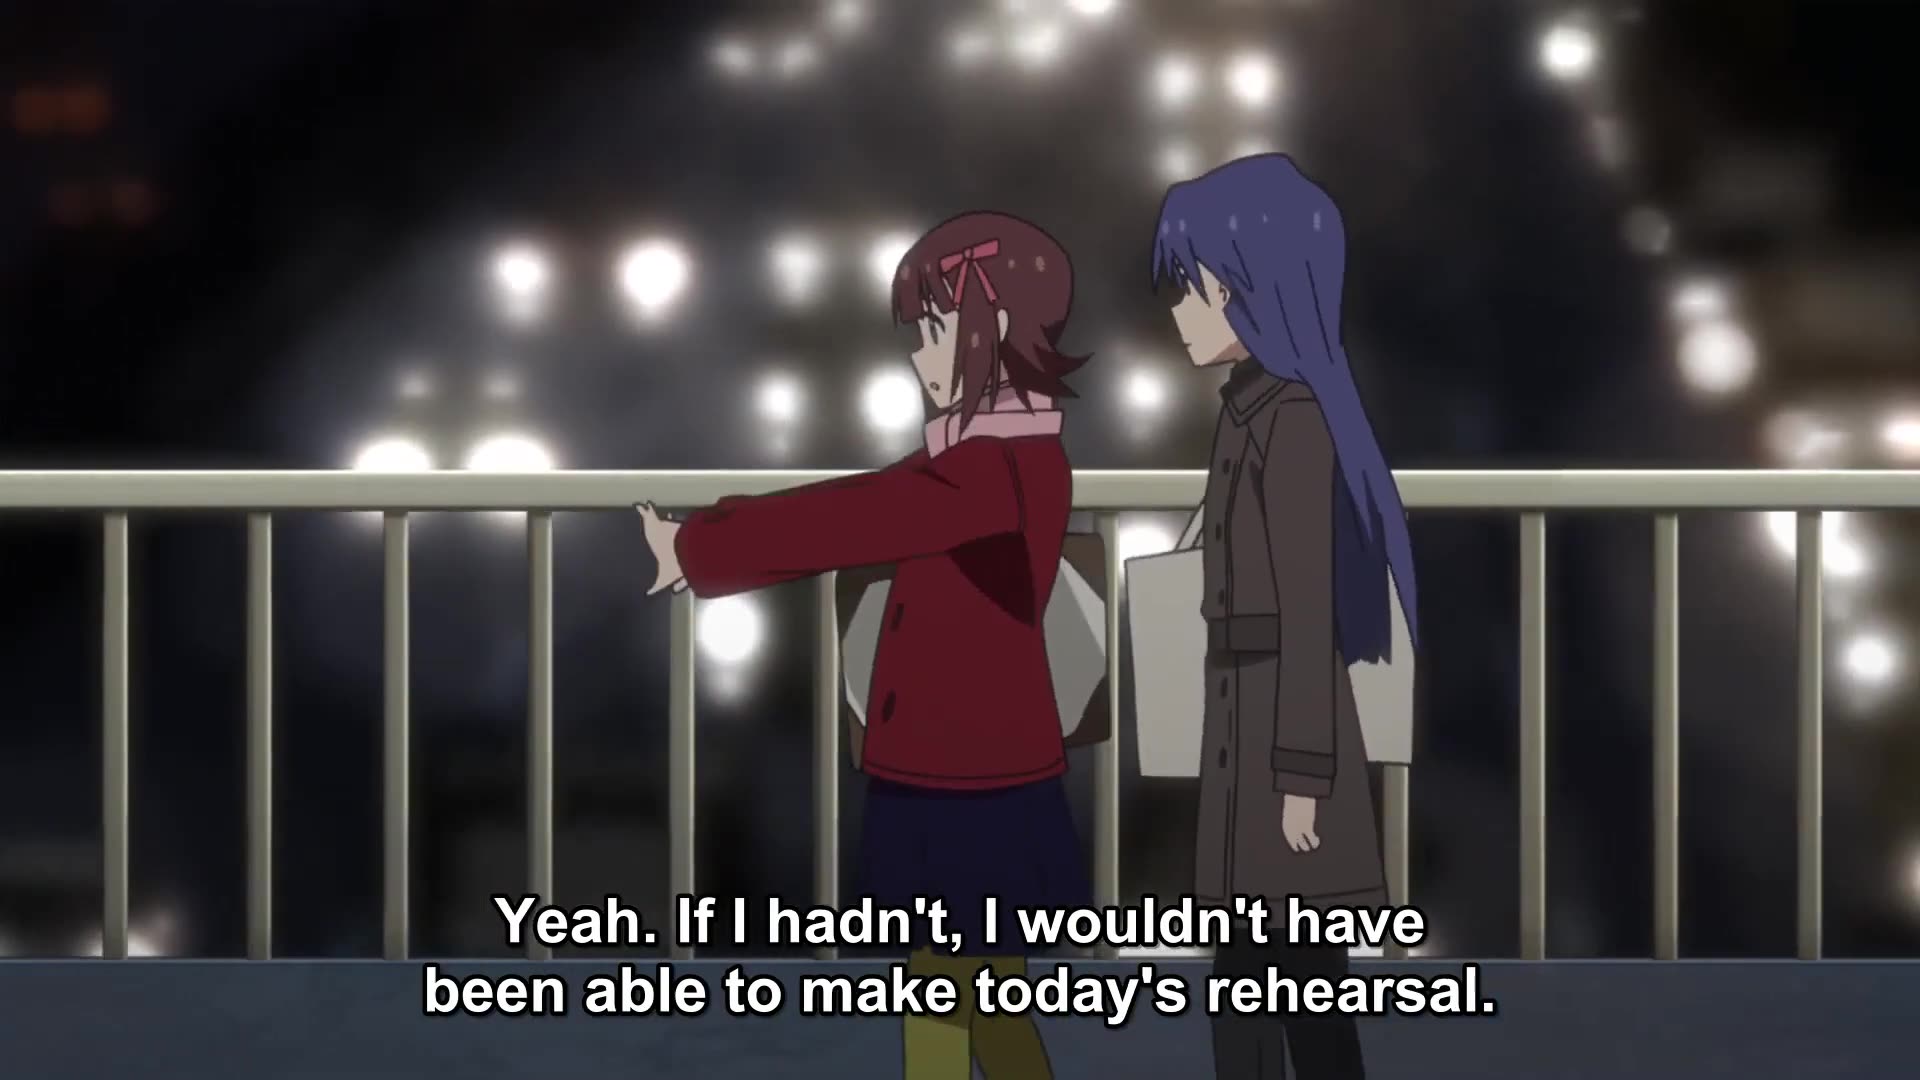 Yeah. If I hadn't, I wouldn't have
been able to make today's rehearsal.